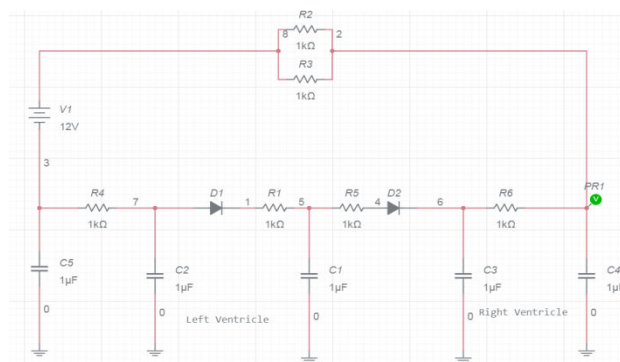 R2
8 2
1kΩ
R3
1kΩ
V1
12V
3
R4 7 D1 1 R1 5 R5 4 D2 6 R6 PR1
V
1kΩ 1kΩ 1kΩ 1kΩ
C5 C2 C1 C3 C4
1µF 1µF 1µF 1µF 1µF
0 0 0 0 0
Left Ventricle Right Ventricle